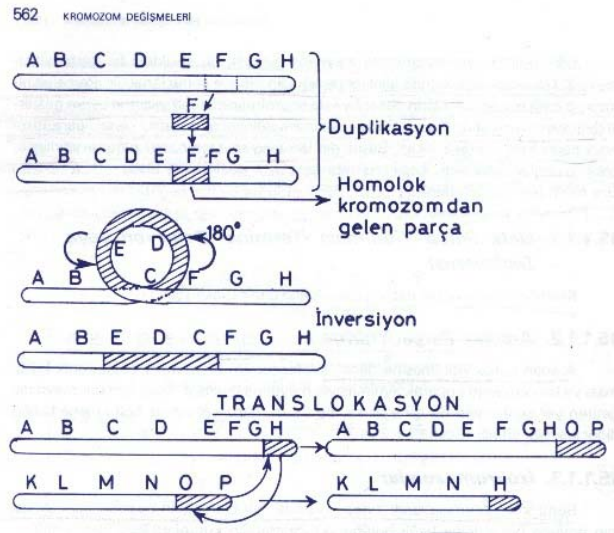 562 KROMOZOM DEĞİŞMELERİ
A B C D E F G H
F
Duplikasyon
A B C D E F F G H
Homolok
kromozomdan
gelen parça
180°
E D
C
A B F G H
İnversiyon
A B E D C F G H
TRANSLOKASYON
A B C D E F G H
A B C D E F G H O P
K L M N O P
K L M N H